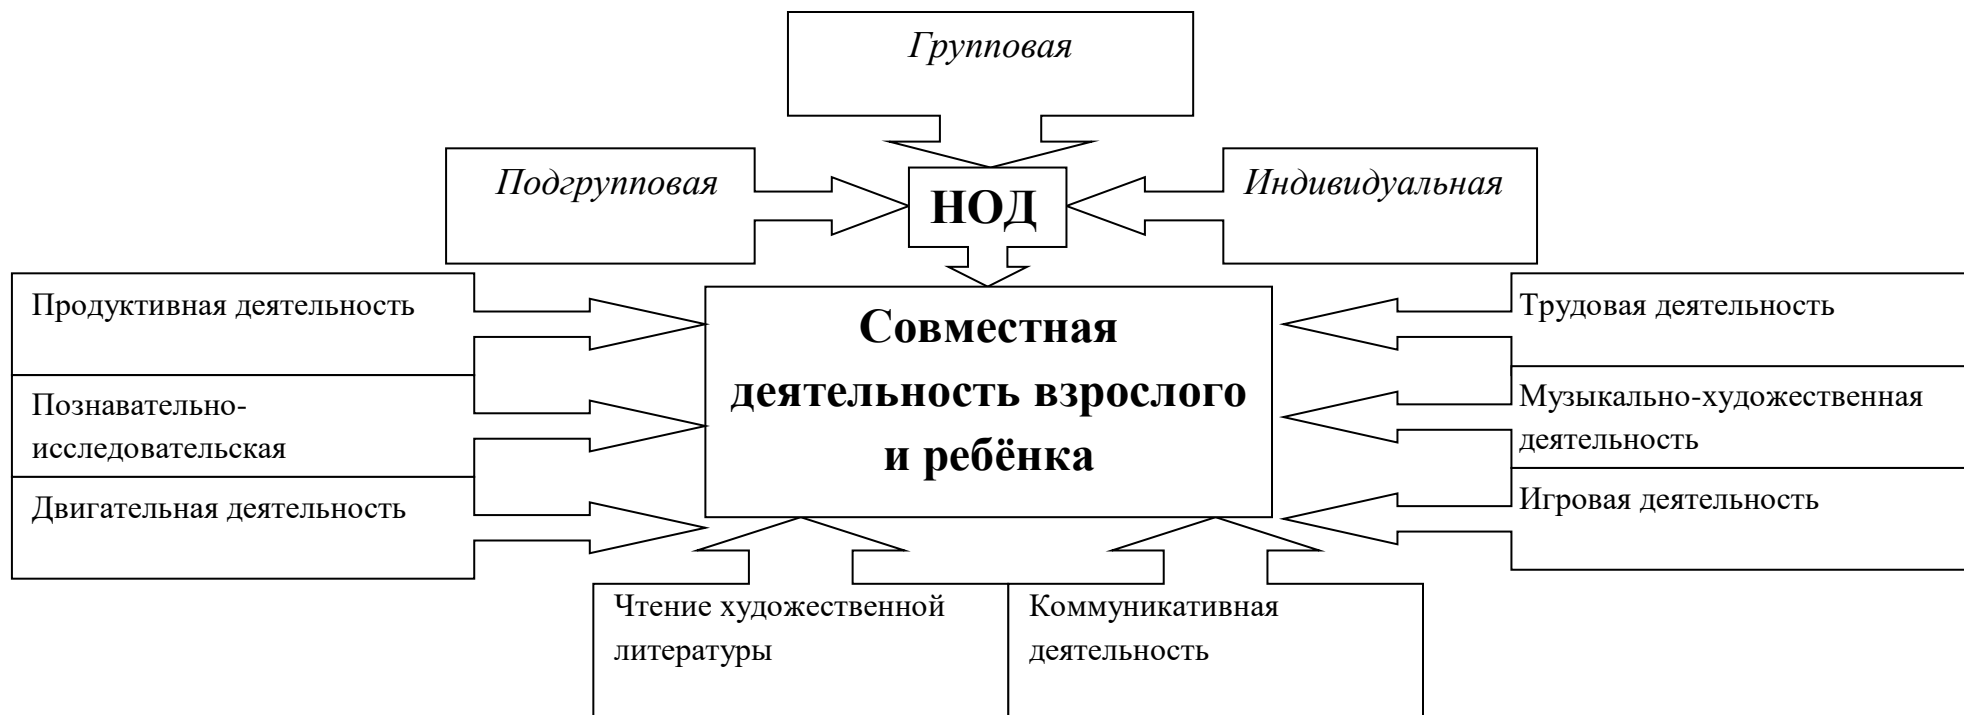 Групповая
Подгрупповая
НОД
Индивидуальная
Продуктивная деятельность
Совместная
деятельность взрослого
и ребёнка
Трудовая деятельность
Познавательно-
исследовательская
Музыкально-художественная
деятельность
Двигательная деятельность
Игровая деятельность
Чтение художественной
литературы
Коммуникативная
деятельность